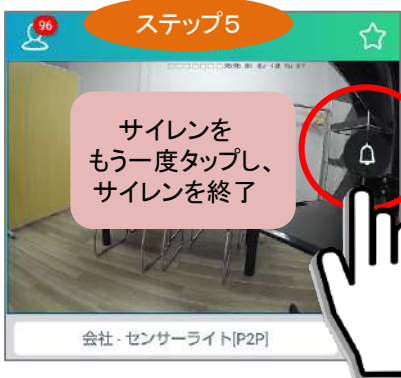 96
ステップ5
サイレンを
もう一度タップし、
サイレンを終了
会社 - センサーライト[P2P]